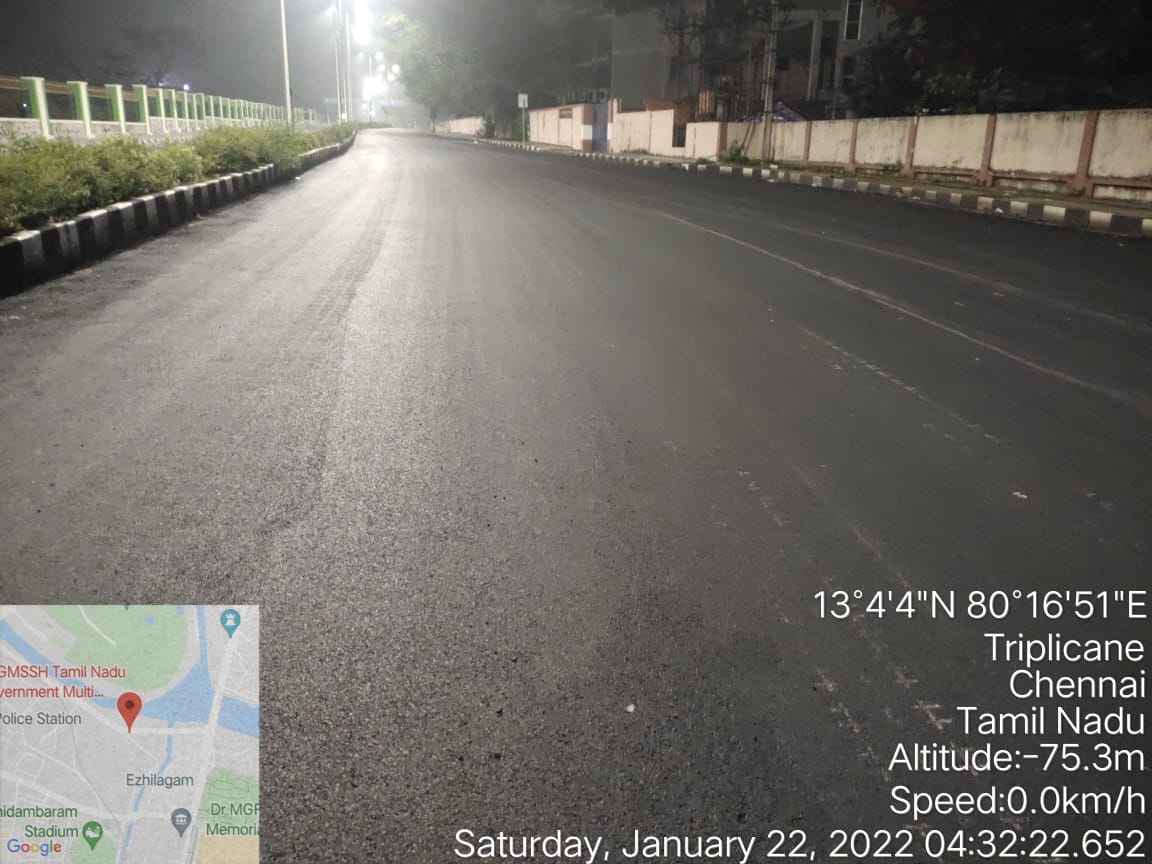 GMSSH Tamil Nadu
vernment Multi...
Police Station
Ezhilagam
hidambaram
Stadium
Dr MGR
Memoria
Google
13°4'4"N 80°16'51"E
Triplicane
Chennai
Tamil Nadu
Altitude:-75.3m
Speed:0.0km/h
Saturday, January 22, 2022 04:32:22.652